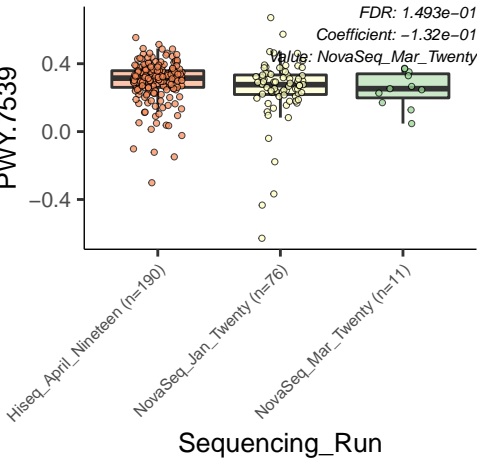 FDR: 1.493e−01
Coefficient: −1.32e−01
Value: NovaSeq_Mar_Twenty
PWY.7539
0.4
0.0
−0.4
Hiseq_April_Nineteen (n=190)
NovaSeq_Jan_Twenty (n=76)
NovaSeq_Mar_Twenty (n=11)
Sequencing_Run